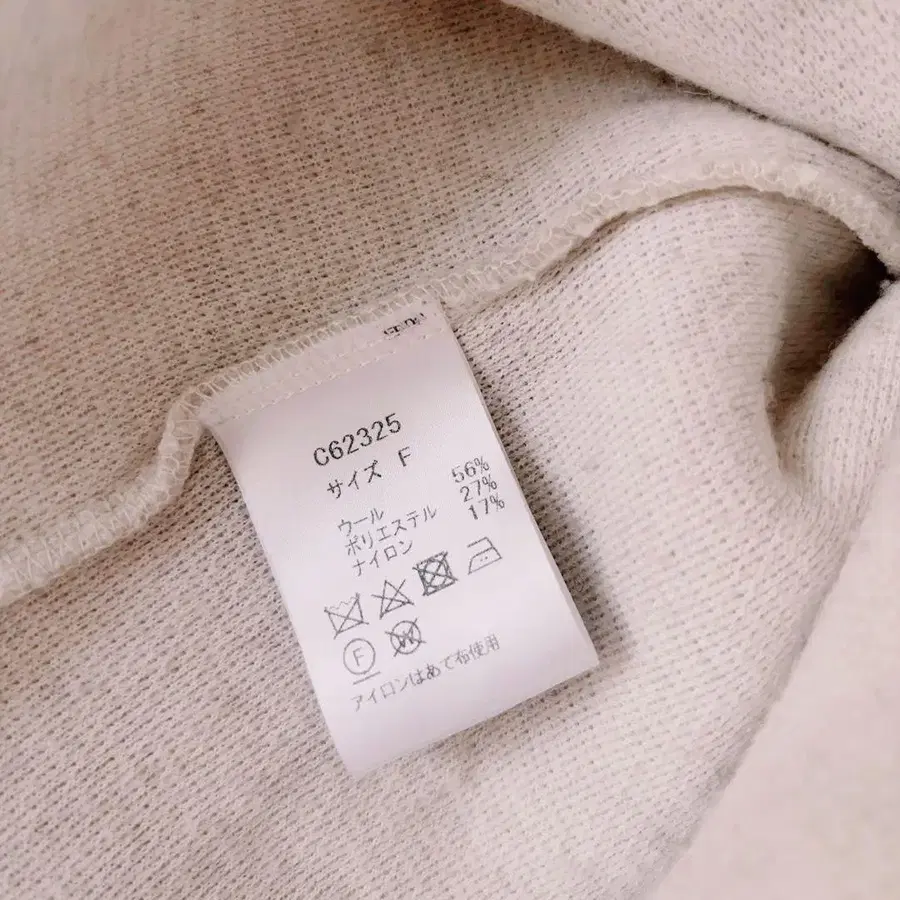 C62325
サイズ F
ウール 56%
ポリエステル 27%
ナイロン 17%
F W
アイロンはあて布使用